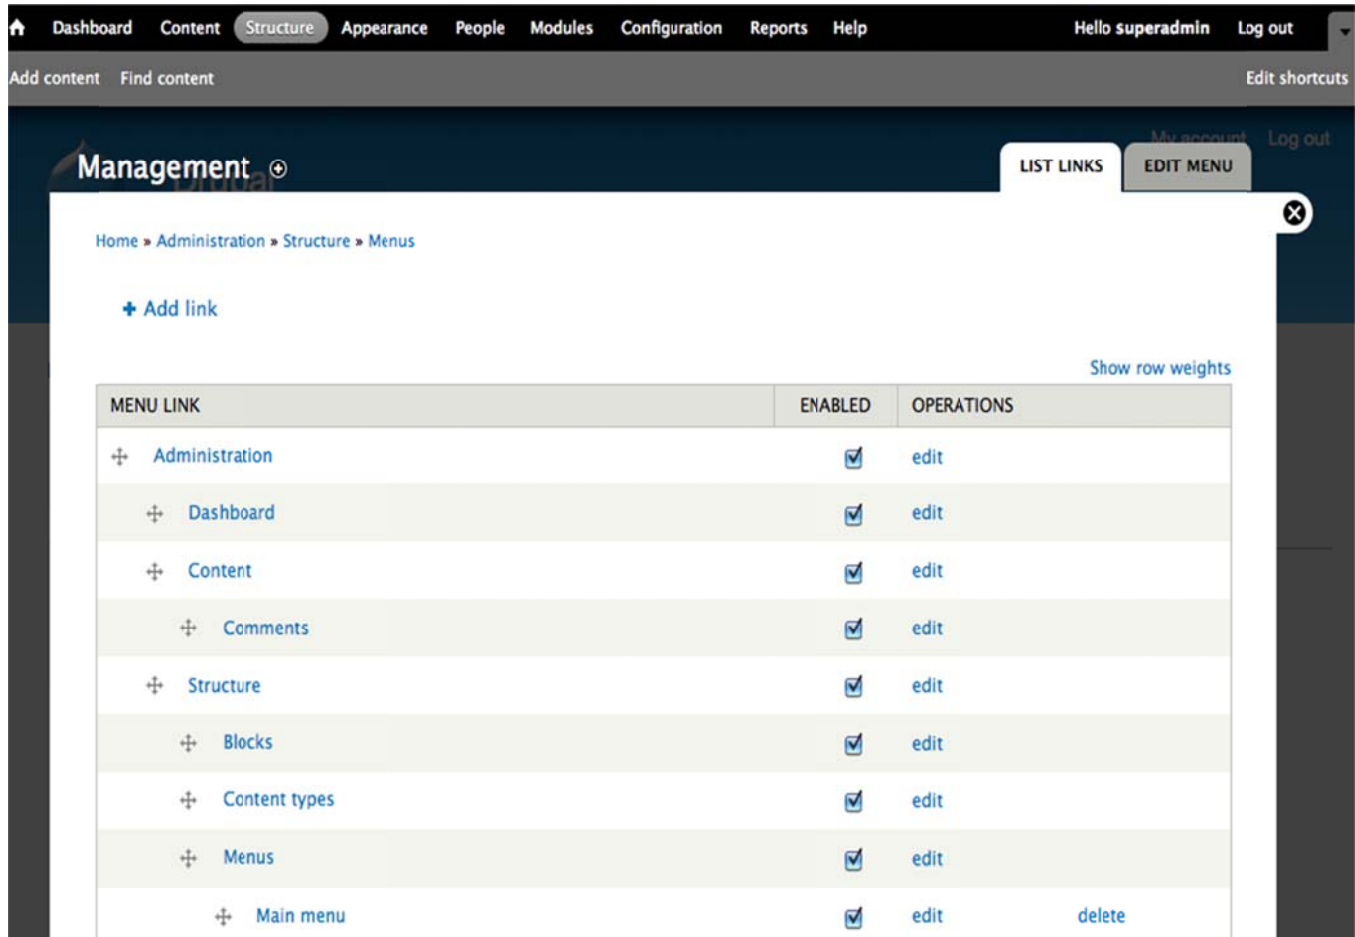 Dashboard Content Structure Appearance People Modules Configuration Reports Help Hello superadmin Log out
Add content Find content Edit shortcuts
My account Log out
Drupal
Management
LIST LINKS EDIT MENU
Home » Administration » Structure » Menus
+ Add link
Show row weights
MENU LINK ENABLED OPERATIONS
Administration edit
Dashboard edit
Content edit
Comments edit
Structure edit
Blocks edit
Content types edit
Menus edit
Main menu edit delete